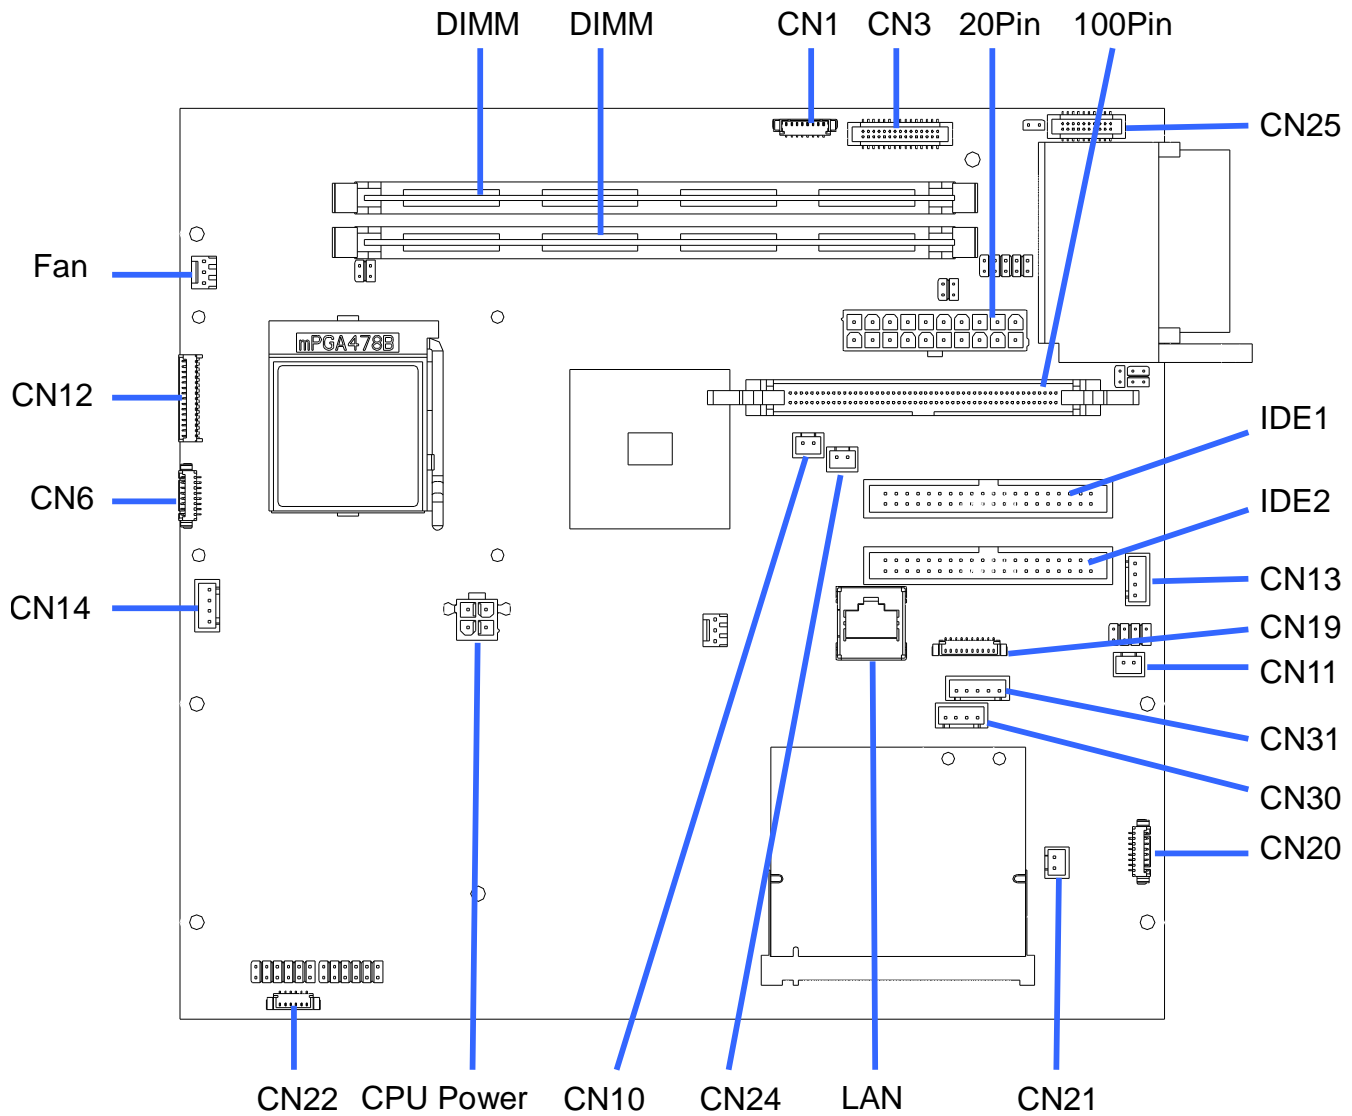 DIMM DIMM CN1 CN3 20Pin 100Pin
CN25
Fan
mPGA478B
CN12
IDE1
CN6
IDE2
CN13
CN14
CN19
CN11
CN31
CN30
CN20
CN22 CPU Power CN10 CN24 LAN CN21